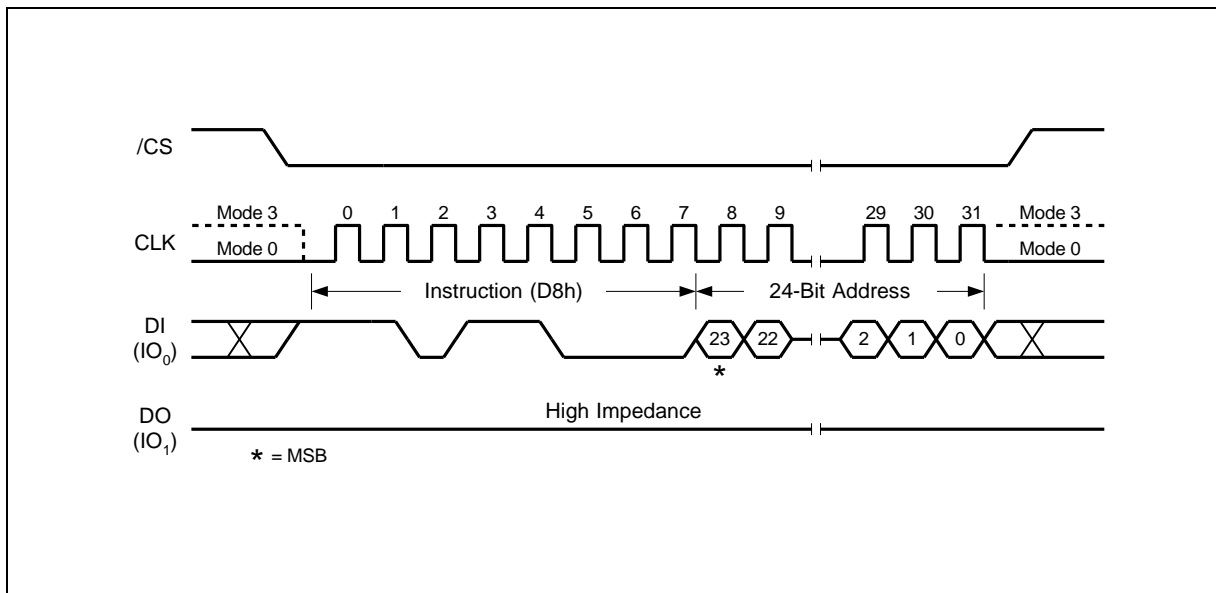 /CS
Mode 3 0 1 2 3 4 5 6 7 8 9 29 30 31 Mode 3
CLK
Mode 0 Mode 0
Instruction (D8h) 24-Bit Address
DI
(IO₀)
23 22 2 1 0
*
High Impedance
DO
(IO₁)
* = MSB